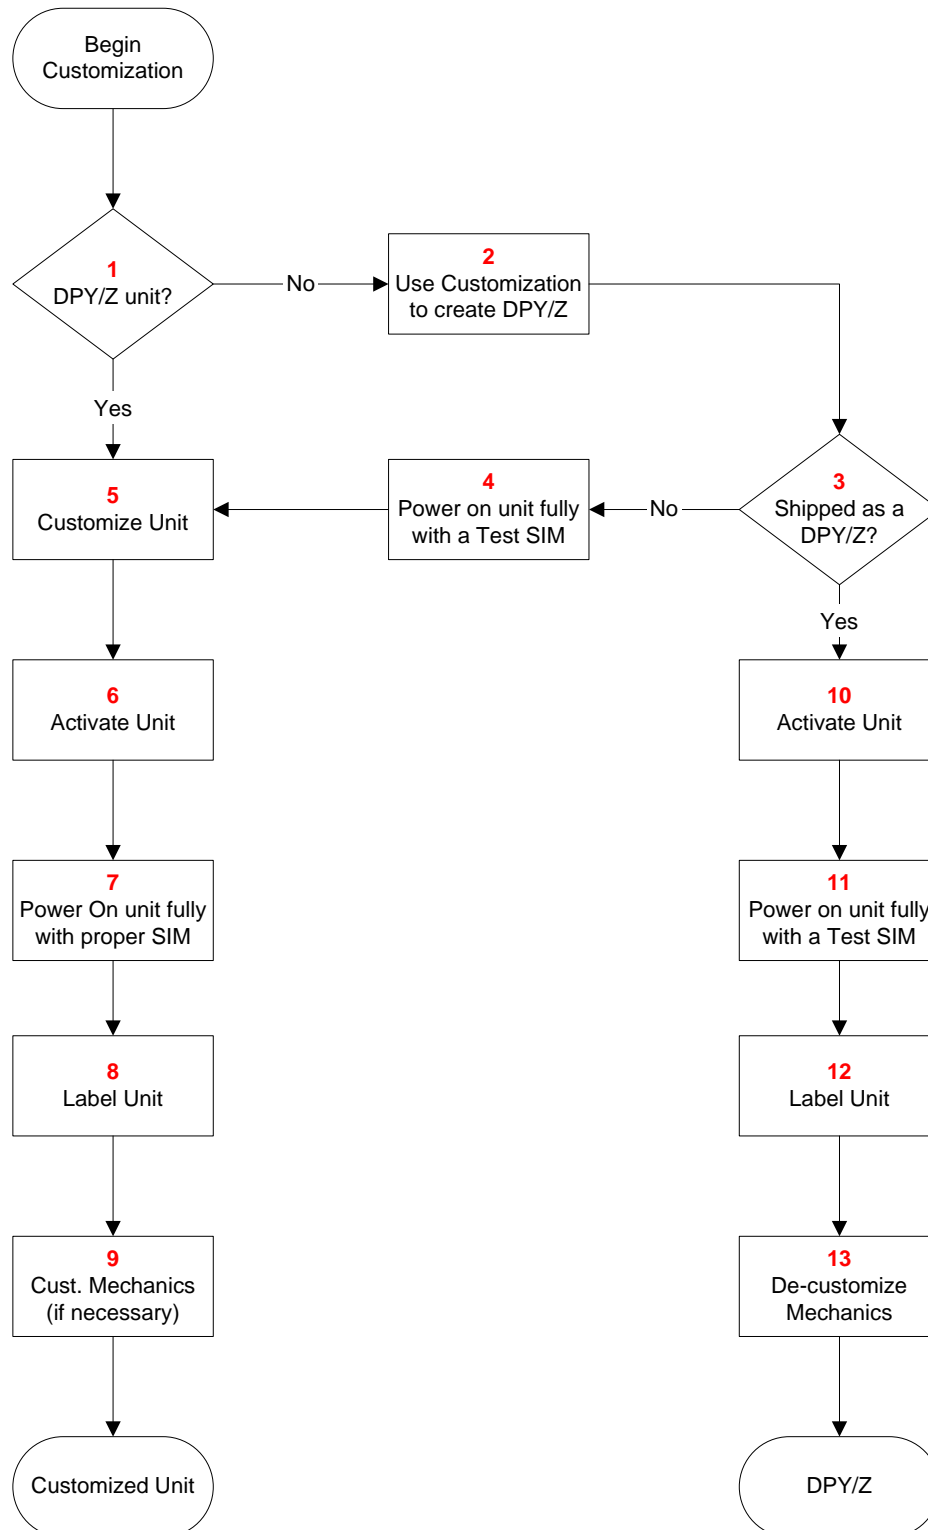 Begin
Customization
1
DPY/Z unit?
No
2
Use Customization
to create DPY/Z
Yes
3
Shipped as a
DPY/Z?
No
4
Power on unit fully
with a Test SIM
5
Customize Unit
Yes
6
Activate Unit
10
Activate Unit
7
Power On unit fully
with proper SIM
11
Power on unit fully
with a Test SIM
8
Label Unit
12
Label Unit
9
Cust. Mechanics
(if necessary)
13
De-customize
Mechanics
Customized Unit
DPY/Z